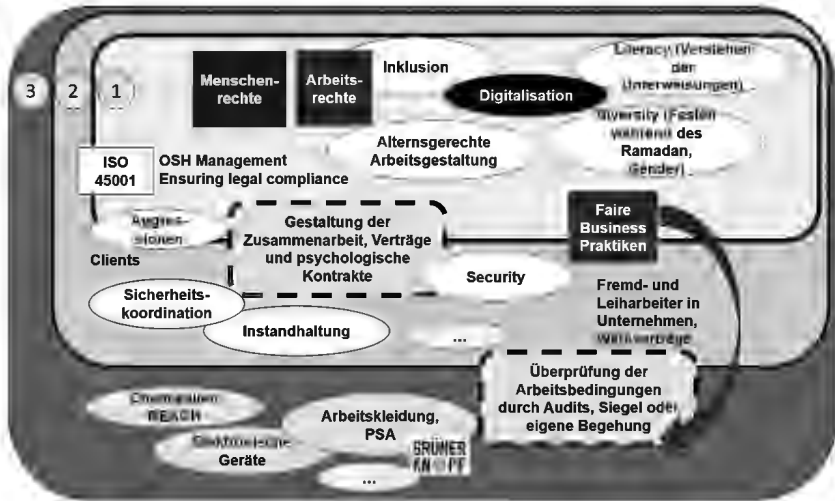 3
2
1
Menschen-
rechte
Arbeits-
rechte
Inklusion
Digitalisation
Literacy (Verstehen
der
Unterweisungen)
Diversity (Fasten
während des
Ramadan,
Gender)
Alternsgerechte
Arbeitsgestaltung
ISO
45001
OSH Management
Ensuring legal compliance
Gestaltung der
Zusammenarbeit, Verträge
und psychologische
Kontrakte
Faire
Business
Praktiken
Clients
Security
Sicherheits-
koordination
Instandhaltung
...
Fremd- und
Leiharbeiter in
Unternehmen,
Werkverträge
Überprüfung der
Arbeitsbedingungen
durch Audits, Siegel oder
eigene Begehung
REACH
Arbeitskleidung,
PSA
Elektronische
Geräte
GRÜNER
KNOPF
...